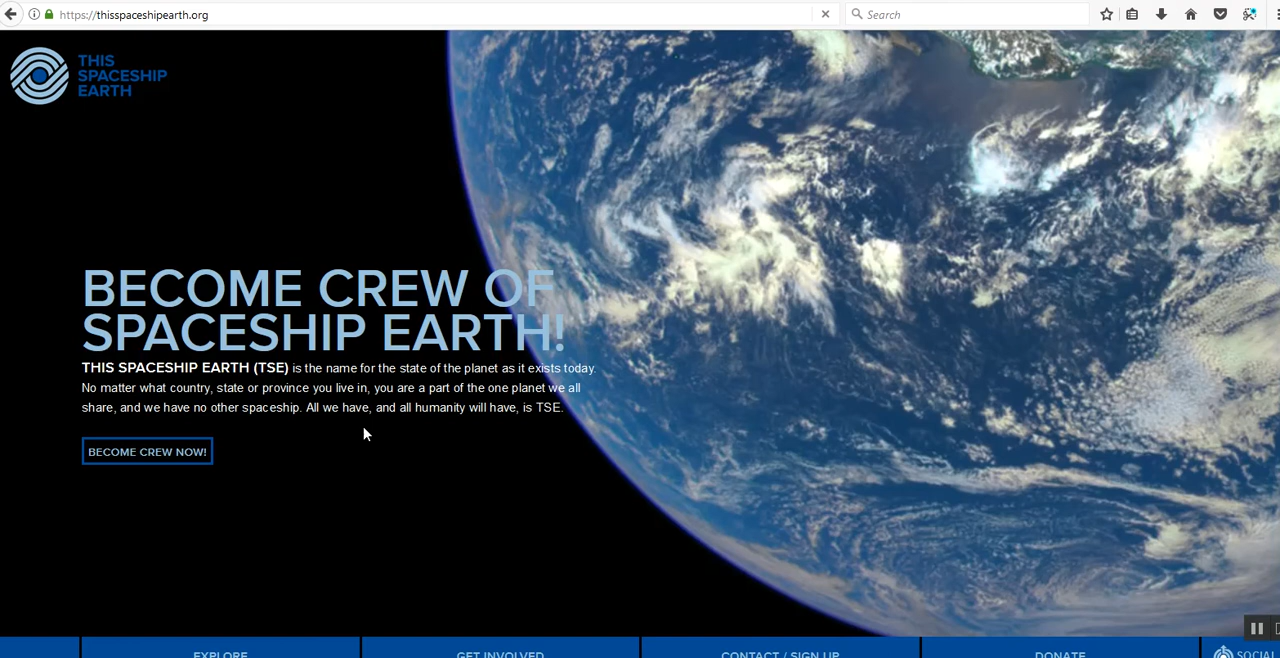 https://thisspaceshipearth.org
Search
THIS
SPACESHIP
EARTH
BECOME CREW OF
SPACESHIP EARTH!
THIS SPACESHIP EARTH (TSE) is the name for the state of the planet as it exists today.
No matter what country, state or province you live in, you are a part of the one planet we all
share, and we have no other spaceship. All we have, and all humanity will have, is TSE.
BECOME CREW NOW!
EXPLORE
GET INVOLVED
CONTACT / SIGN UP
DONATE
SOCIAL